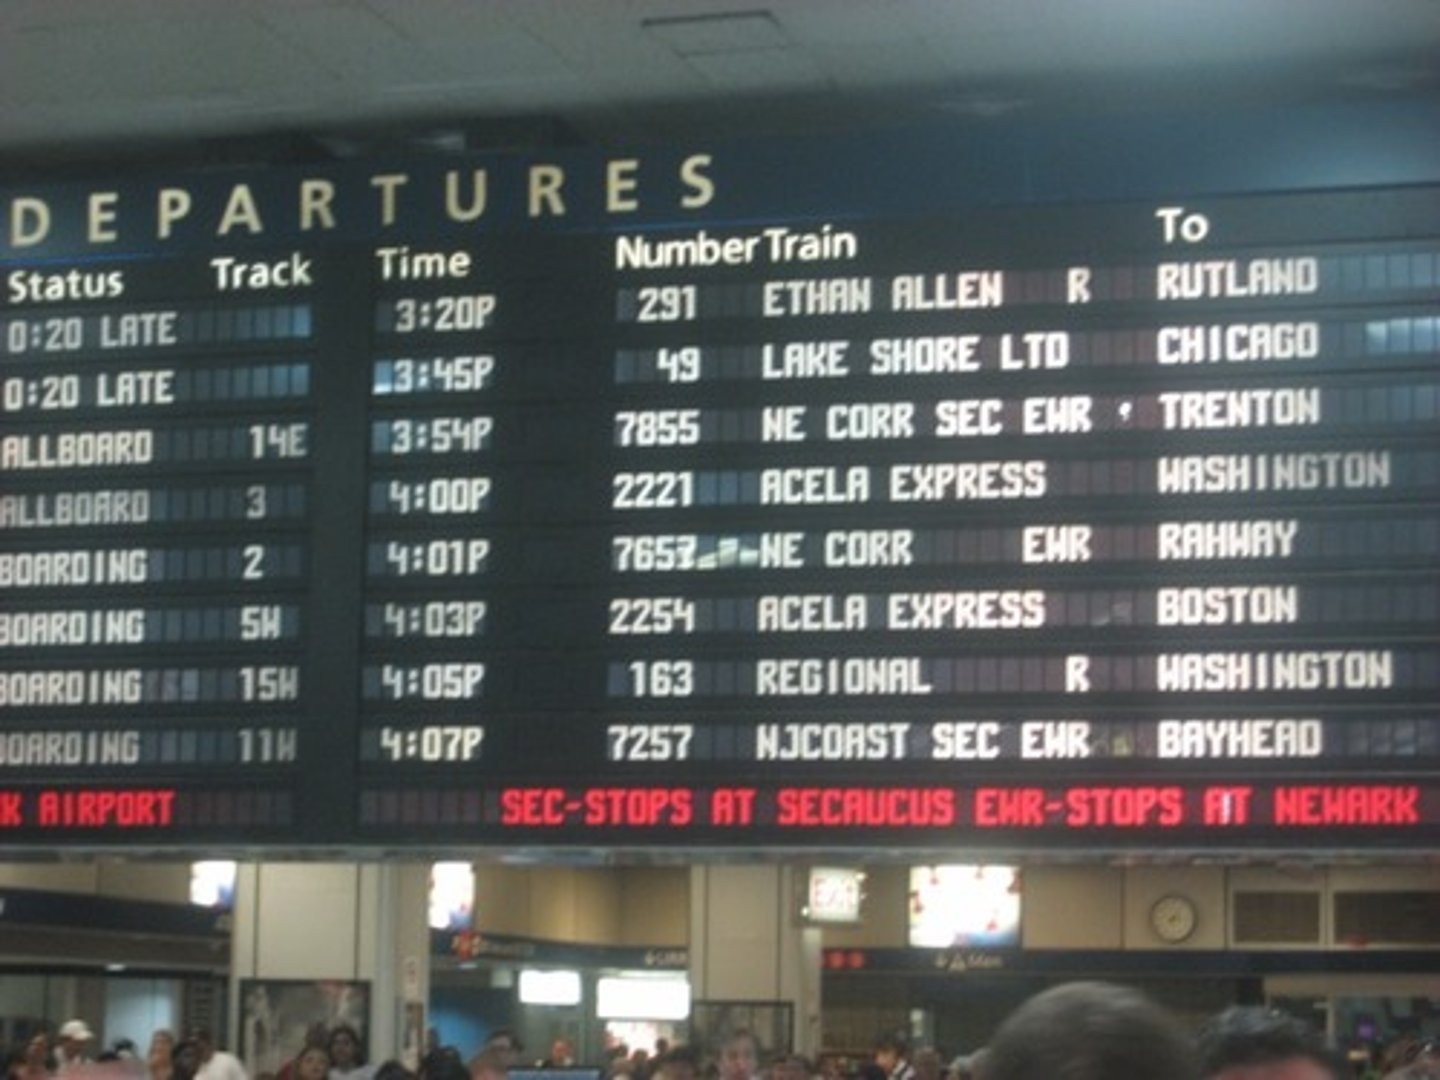 DEPARTURES
Status Track Time Number Train To
0:20 LATE 3:20P 291 ETHAN ALLEN R RUTLAND
0:20 LATE 3:45P 49 LAKE SHORE LTD CHICAGO
ALLBOARD 14E 3:54P 7855 NE CORR SEC EWR TRENTON
ALLBOARD 3 4:00P 2221 ACELA EXPRESS WASHINGTON
BOARDING 2 4:01P 7657 NE CORR EWR RAHWAY
BOARDING 5W 4:03P 2254 ACELA EXPRESS BOSTON
BOARDING 15W 4:05P 163 REGIONAL R WASHINGTON
BOARDING 11W 4:07P 7257 NJCOAST SEC EWR BAYHEAD
K AIRPORT SEC-STOPS AT SECAUCUS EWR-STOPS AT NEWARK
EXIT
Men